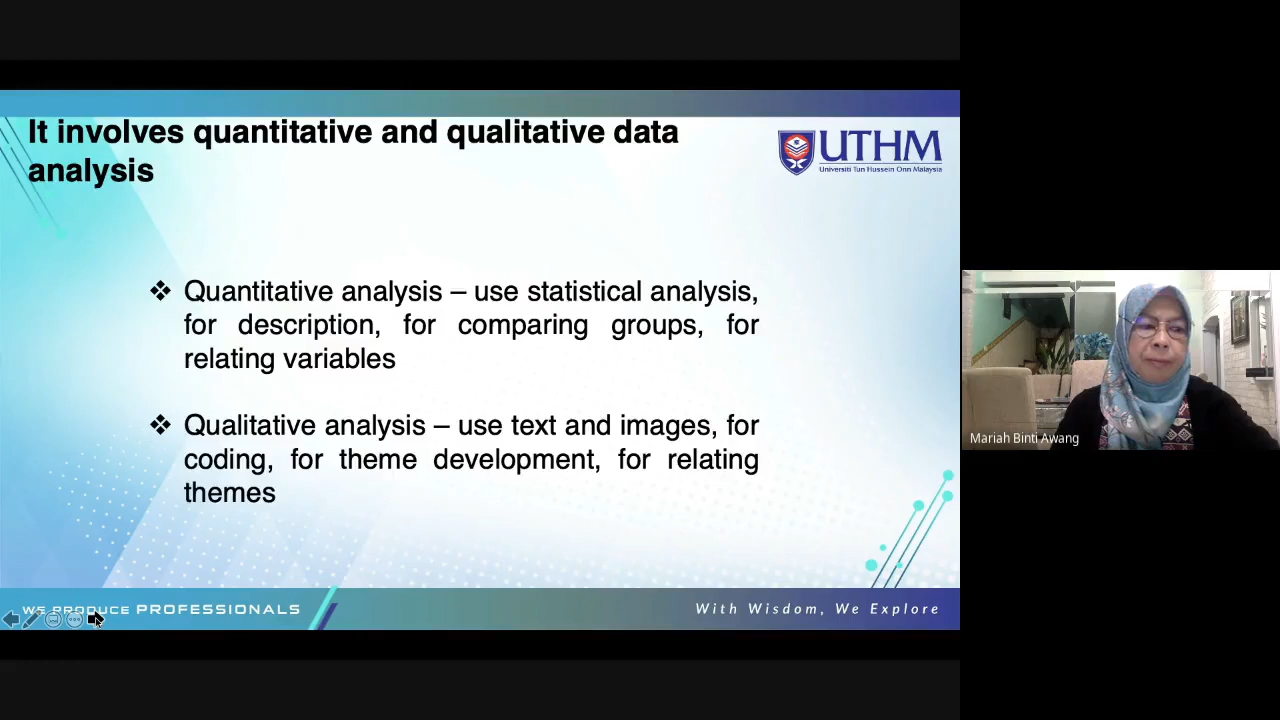 It involves quantitative and qualitative data
analysis
UTHM
Universiti Tun Hussein Onn Malaysia
❖ Quantitative analysis – use statistical analysis,
for description, for comparing groups, for
relating variables
❖ Qualitative analysis – use text and images, for
coding, for theme development, for relating
themes
Mariah Binti Awang
WE PRODUCE PROFESSIONALS
With Wisdom, We Explore